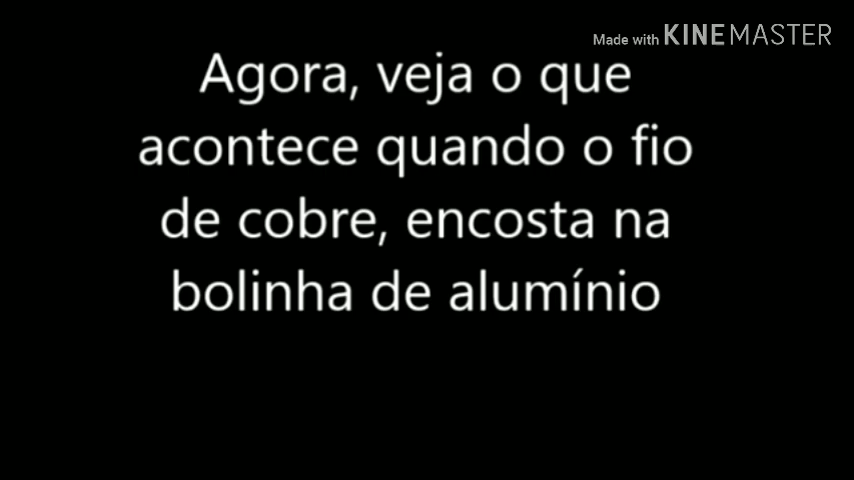 Made with KINEMASTER
Agora, veja o que
acontece quando o fio
de cobre, encosta na
bolinha de alumínio